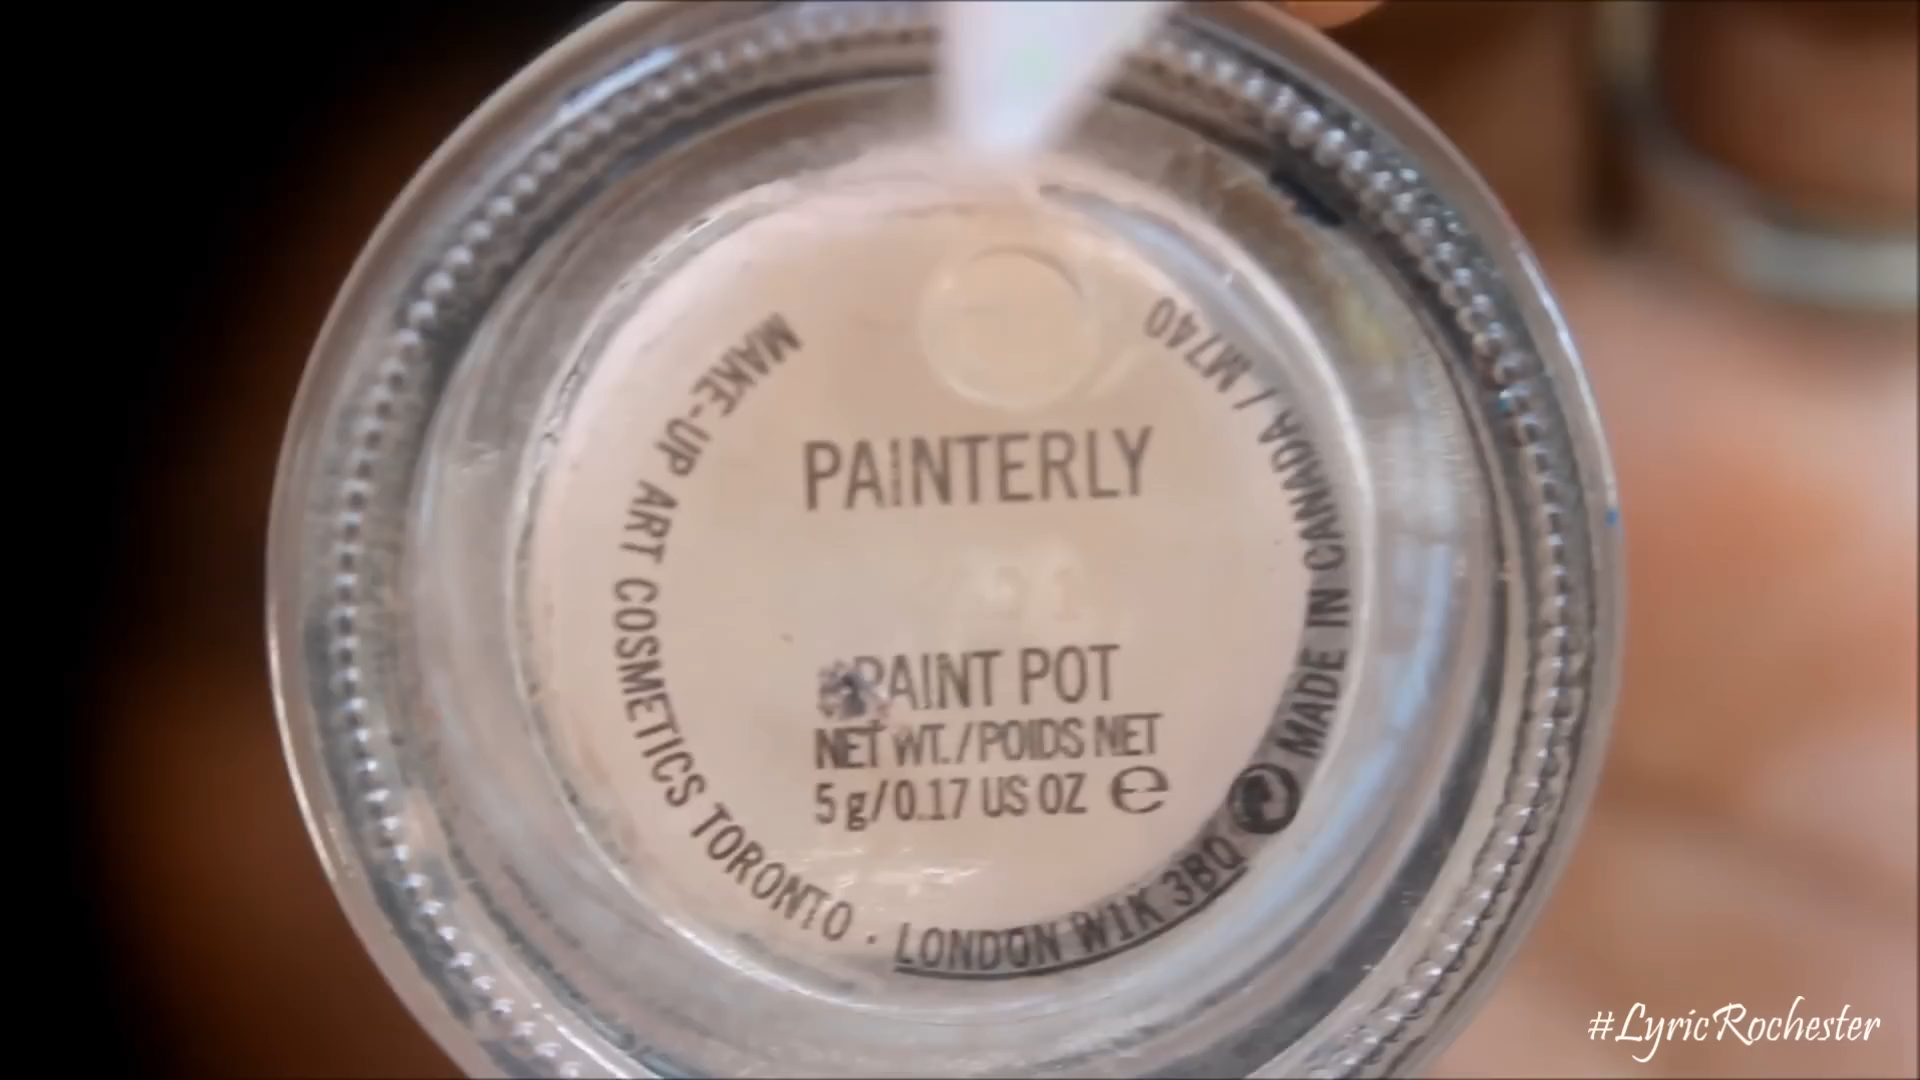 PAINTERLY
PAINT POT
NET WT./POIDS NET
5 g/0.17 US OZ e
MAKE-UP ART COSMETICS TORONTO · LONDON W1K 3BQ MADE IN CANADA / M740
#LyricRochester